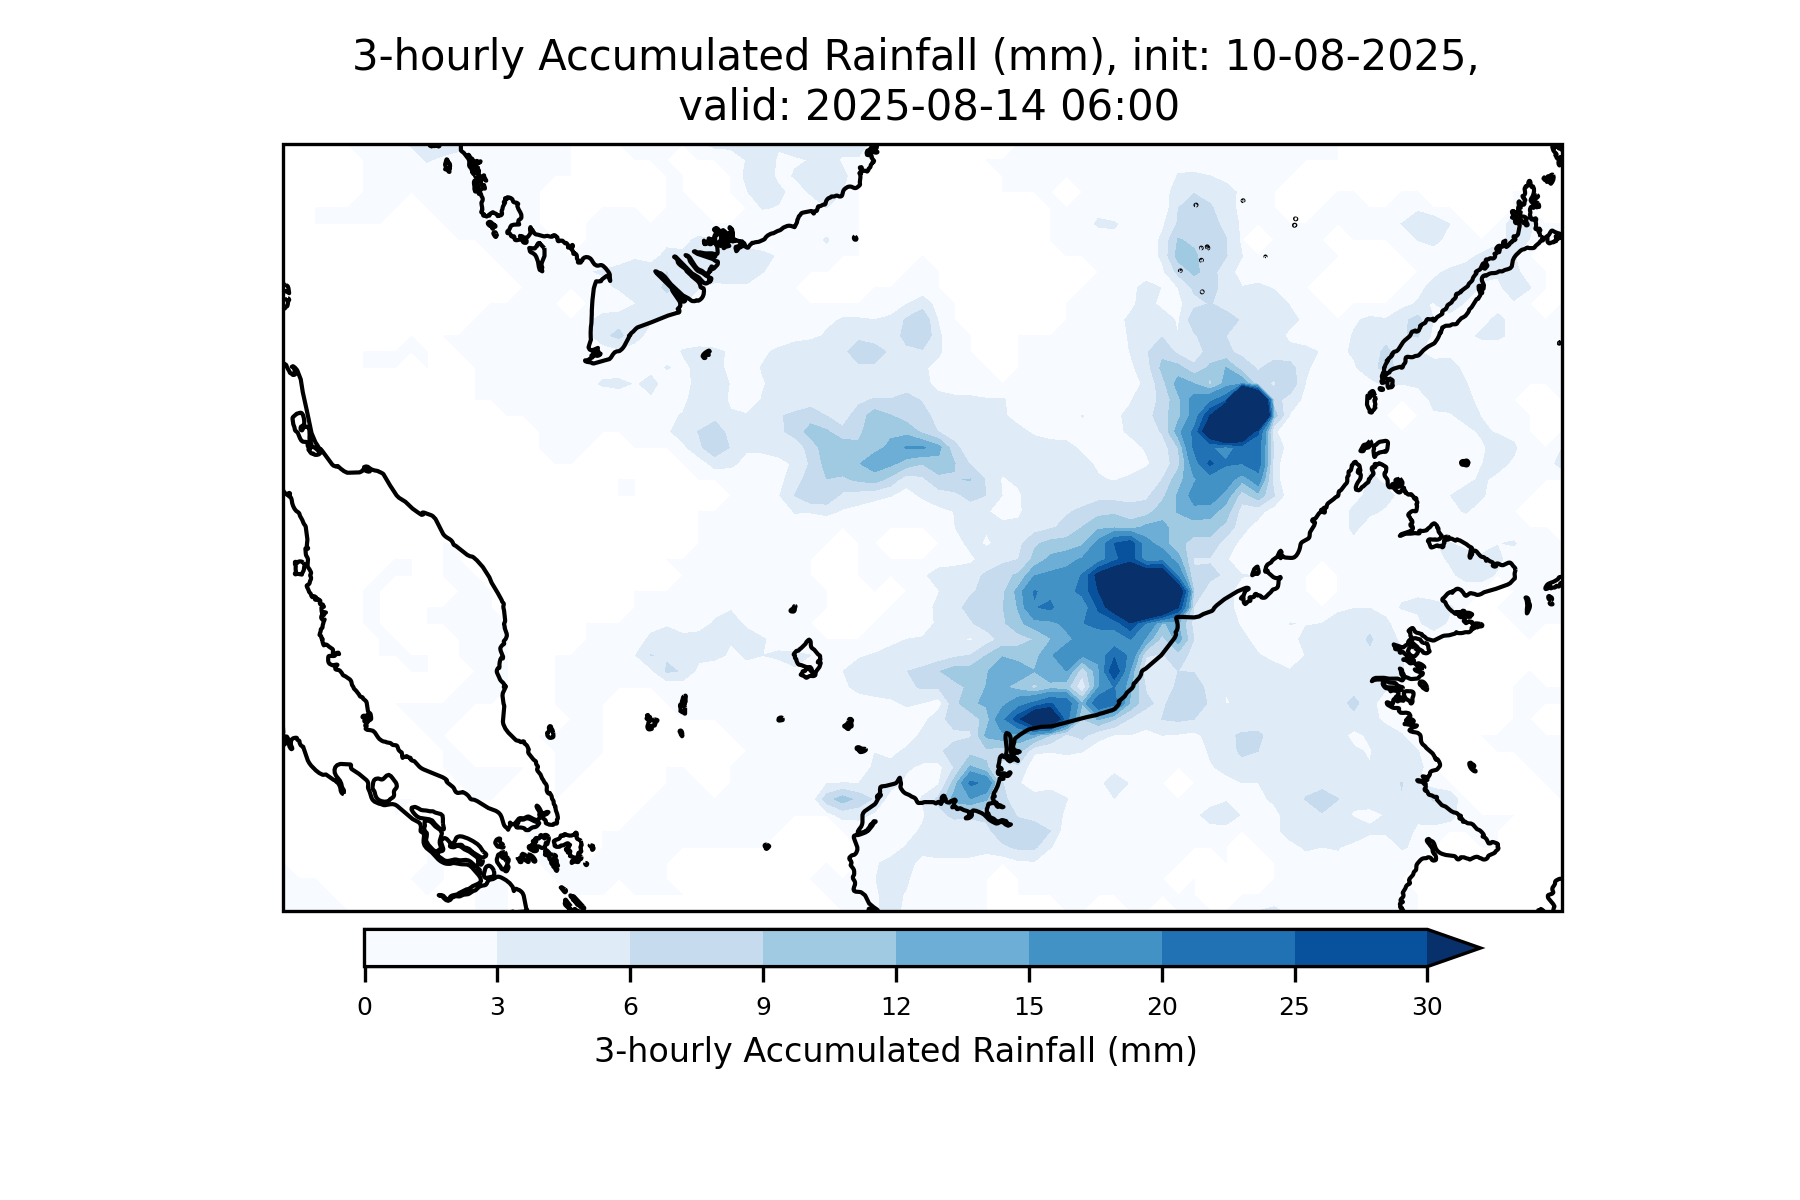 3-hourly Accumulated Rainfall (mm), init: 10-08-2025,
valid: 2025-08-14 06:00
0 3 6 9 12 15 20 25 30
3-hourly Accumulated Rainfall (mm)